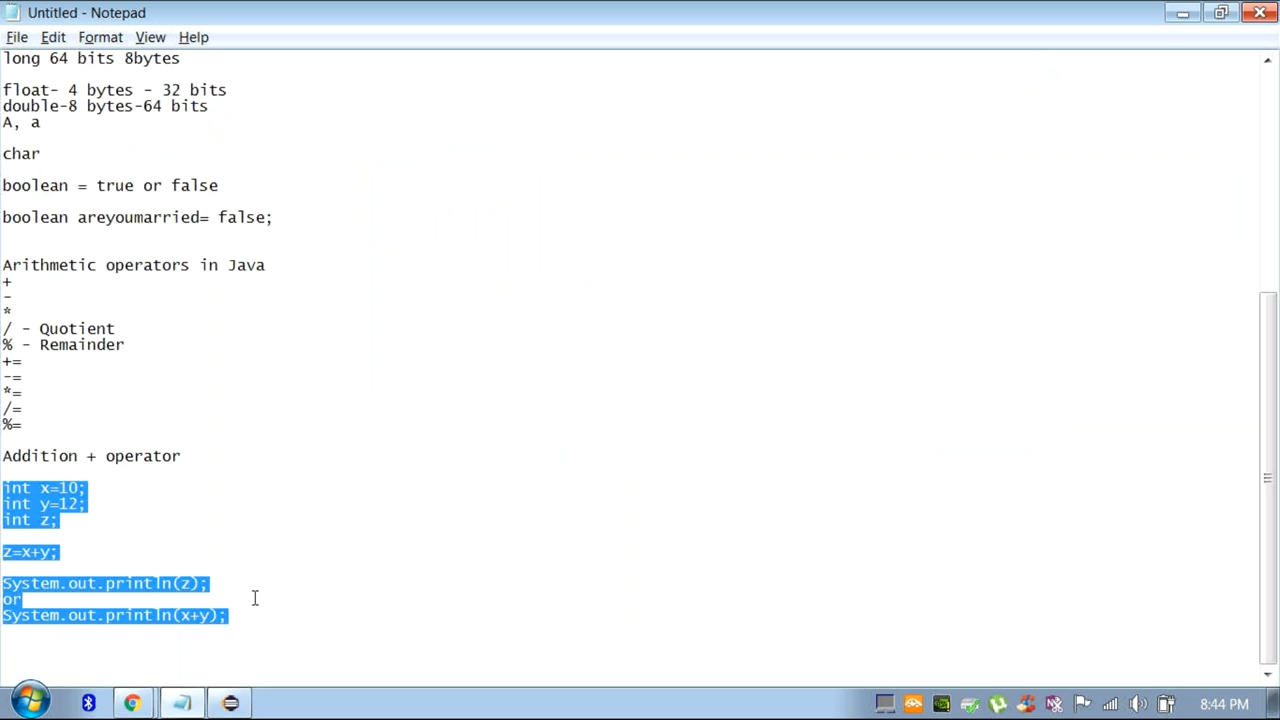 Untitled - Notepad
File Edit Format View Help
long 64 bits 8bytes
float- 4 bytes - 32 bits
double-8 bytes-64 bits
A, a
char
boolean = true or false
boolean areyoumarried= false;
Arithmetic operators in Java
+
-
*
/ - Quotient
% - Remainder
+=
-=
*=
/=
%=
Addition + operator
int x=10;
int y=12;
int z;
z=x+y;
System.out.println(z);
or
System.out.println(x+y);
8:44 PM